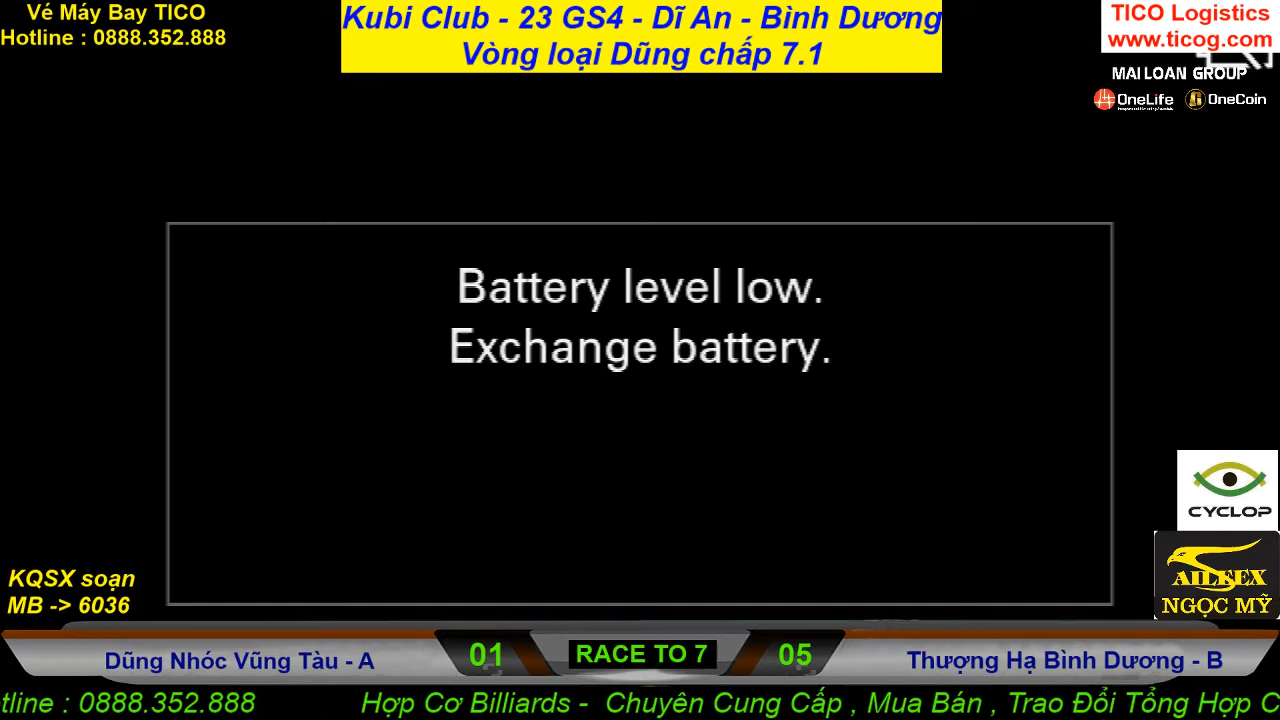 Vé Máy Bay TICO
Hotline : 0888.352.888
Kubi Club - 23 GS4 - Dĩ An - Bình Dương
Vòng loại Dũng chấp 7.1
TICO Logistics
www.ticog.com
MAI LOAN GROUP
OneLife
OneCoin
Battery level low.
Exchange battery.
CYCLOP
AILEEX
NGỌC MỸ
KQSX soạn
MB -> 6036
Dũng Nhóc Vũng Tàu - A
01
RACE TO 7
05
Thượng Hạ Bình Dương - B
tline : 0888.352.888
Hợp Cơ Billiards - Chuyên Cung Cấp , Mua Bán , Trao Đổi Tổng Hợp C